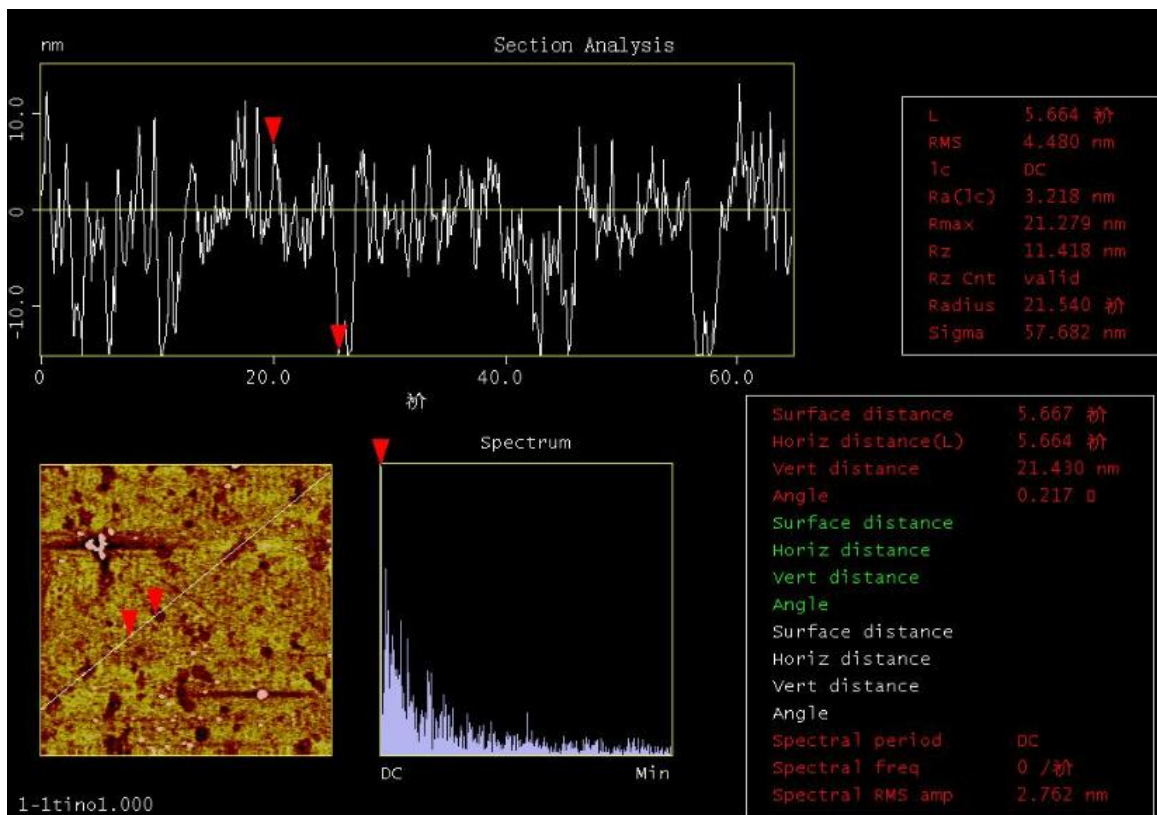 nm
Section Analysis
10.0
0
-10.0
0 20.0 40.0 60.0
祄
L 5.664 祄
RMS 4.480 nm
lc DC
Ra(lc) 3.218 nm
Rmax 21.279 nm
Rz 11.418 nm
Rz Cnt valid
Radius 21.540 祄
Sigma 57.682 nm
Spectrum
DC Min
Surface distance 5.667 祄
Horiz distance(L) 5.664 祄
Vert distance 21.430 nm
Angle 0.217
Surface distance
Horiz distance
Vert distance
Angle
Surface distance
Horiz distance
Vert distance
Angle
Spectral period DC
Spectral freq 0 /祄
Spectral RMS amp 2.762 nm
1-1tino1.000